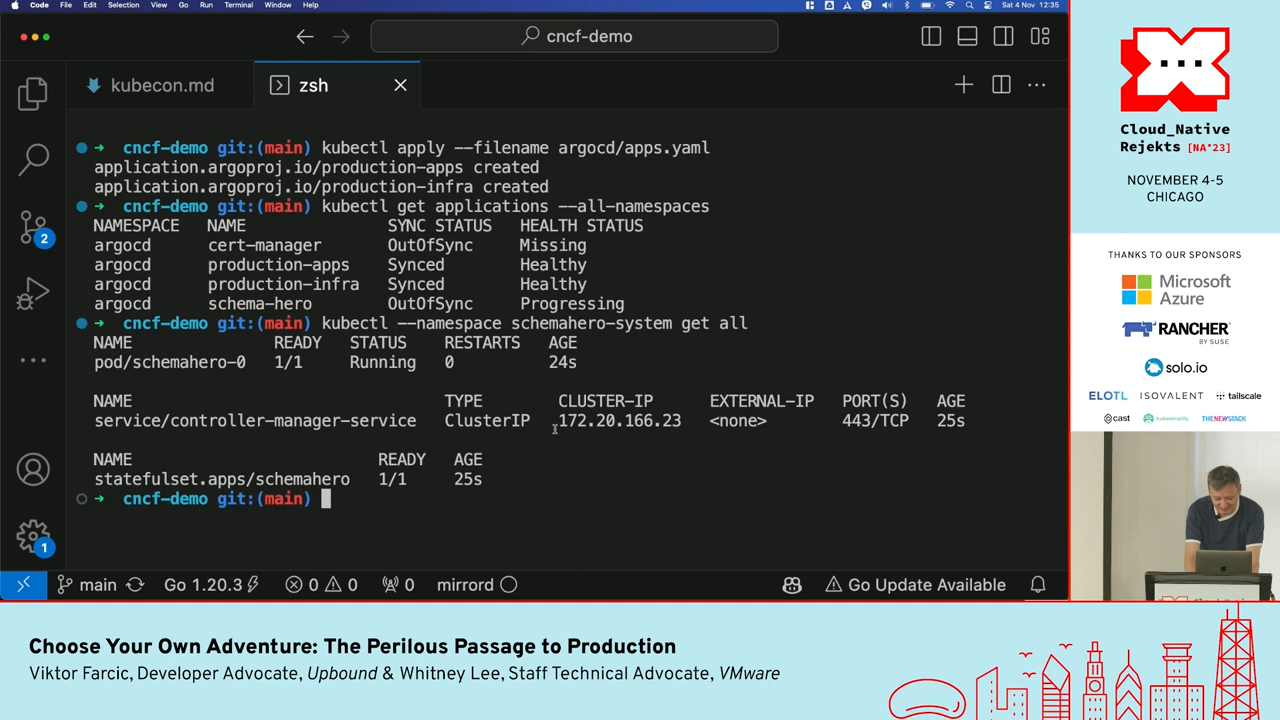 Code File Edit Selection View Go Run Terminal Window Help
Sat 4 Nov 12:35
cncf-demo
kubecon.md
zsh
➜ cncf-demo git:(main) kubectl apply --filename argocd/apps.yaml
application.argoproj.io/production-apps created
application.argoproj.io/production-infra created
➜ cncf-demo git:(main) kubectl get applications --all-namespaces
NAMESPACE NAME SYNC STATUS HEALTH STATUS
argocd cert-manager OutOfSync Missing
argocd production-apps Synced Healthy
argocd production-infra Synced Healthy
argocd schema-hero OutOfSync Progressing
➜ cncf-demo git:(main) kubectl --namespace schemahero-system get all
NAME READY STATUS RESTARTS AGE
pod/schemahero-0 1/1 Running 0 24s
NAME TYPE CLUSTER-IP EXTERNAL-IP PORT(S) AGE
service/controller-manager-service ClusterIP 172.20.166.23 <none> 443/TCP 25s
NAME READY AGE
statefulset.apps/schemahero 1/1 25s
➜ cncf-demo git:(main)
2
1
main Go 1.20.3 0 0 0 mirrord Go Update Available
Cloud_Native
Rejekts [NA'23]
NOVEMBER 4-5
CHICAGO
THANKS TO OUR SPONSORS
Microsoft
Azure
RANCHER
BY SUSE
solo.io
ELOTL ISOVALENT tailscale
cast kubesimplify THENEWSTACK
Choose Your Own Adventure: The Perilous Passage to Production
Viktor Farcic, Developer Advocate, Upbound & Whitney Lee, Staff Technical Advocate, VMware